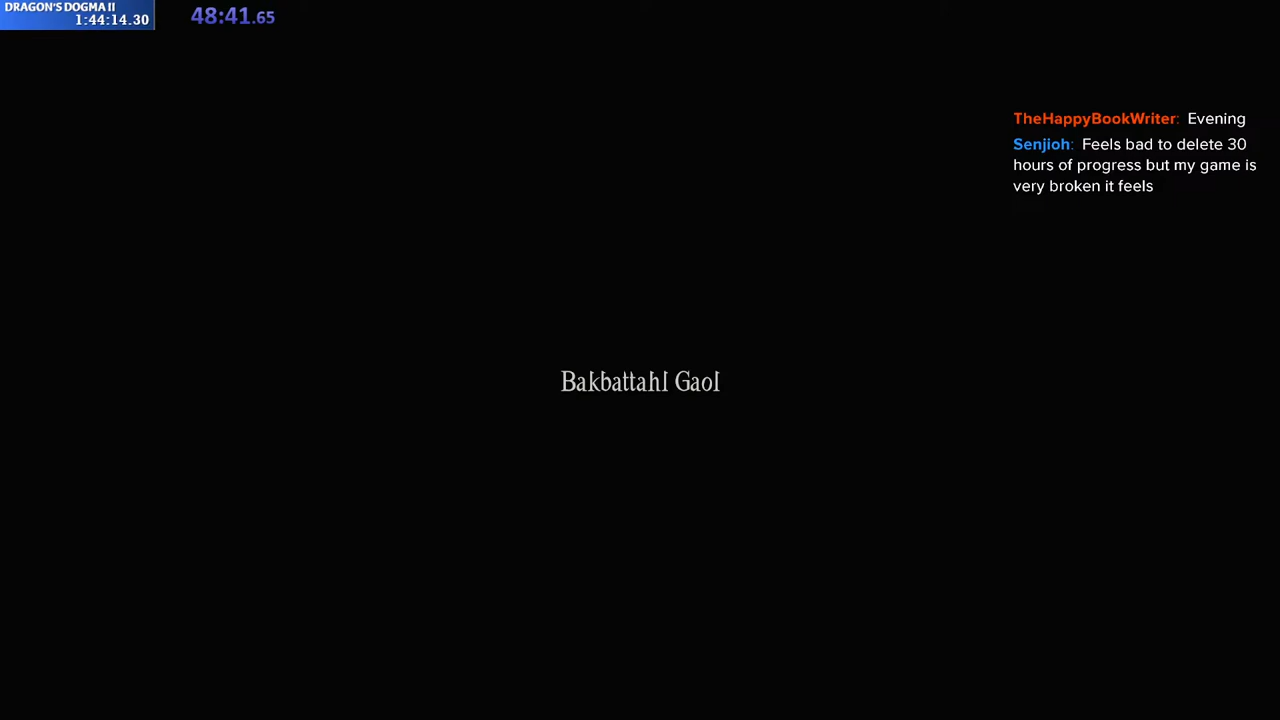 DRAGON'S DOGMA II
1:44:14.30
48:41.65
TheHappyBookWriter: Evening
Senjioh: Feels bad to delete 30
hours of progress but my game is
very broken it feels
Bakbattahl Gaol